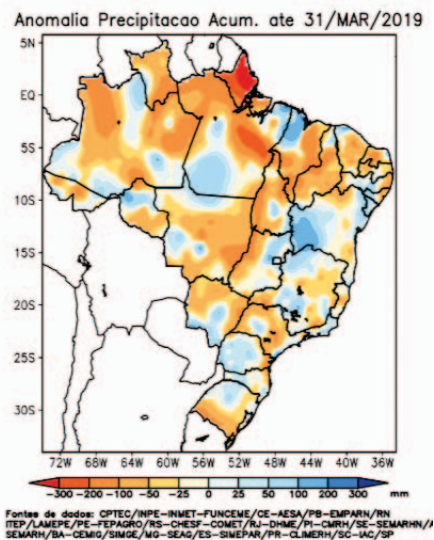 Anomalia Precipitacao Acum. ate 31/MAR/2019
5N
EQ
5S
10S
15S
20S
25S
30S
72W 68W 64W 60W 56W 52W 48W 44W 40W 36W
-300 -200 -100 -50 -25 0 25 50 100 200 300 mm
Fontes de dados: CPTEC/INPE-INMET-FUNCEME/CE-AESA/PB-EMPARN/RN
ITEP/LAMEPE/PE-FEPAGRO/RS-CHESF-COMET/RJ-DHME/PI-CMRH/SE-SEMARHN/A
SEMARH/BA-CEMIG/SIMGE/MG-SEAG/ES-SIMEPAR/PR-CLIMERH/SC-IAC/SP